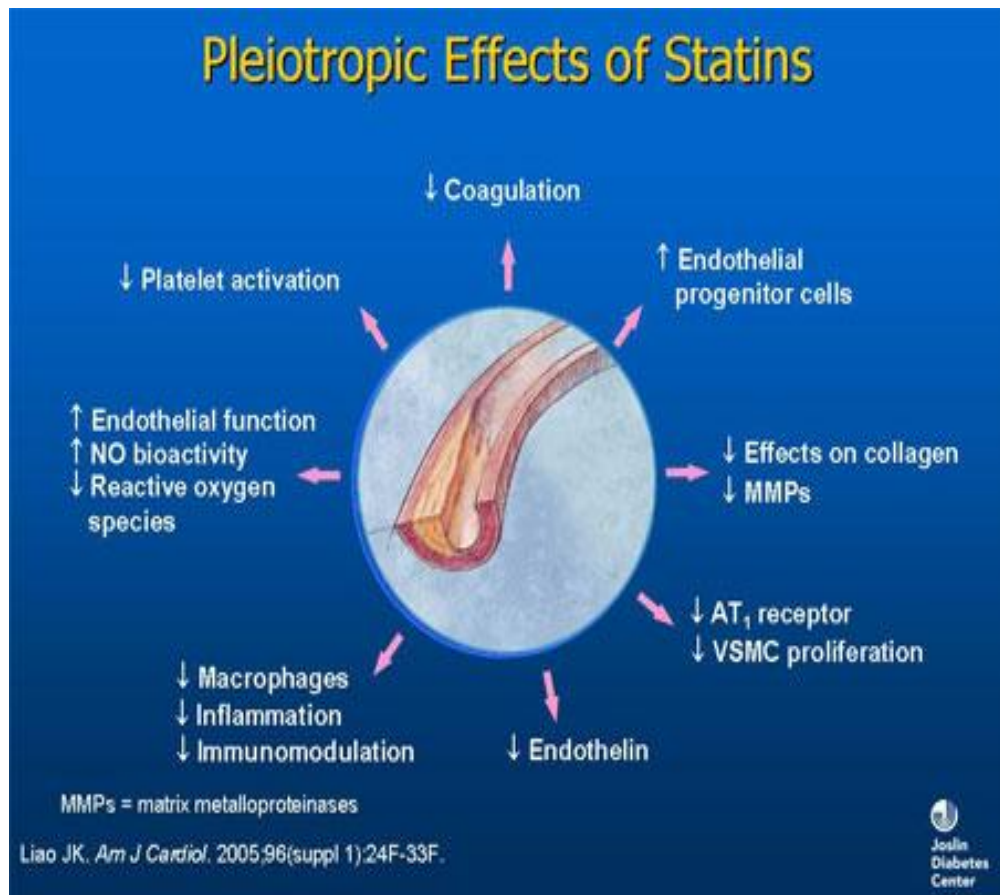 Pleiotropic Effects of Statins
↓ Coagulation
↑ Endothelial
progenitor cells
↓ Platelet activation
↑ Endothelial function
↑ NO bioactivity
↓ Reactive oxygen
species
↓ Effects on collagen
↓ MMPs
↓ AT₁ receptor
↓ VSMC proliferation
↓ Macrophages
↓ Inflammation
↓ Immunomodulation
↓ Endothelin
MMPs = matrix metalloproteinases
Liao JK. Am J Cardiol. 2005;96(suppl 1):24F-33F.
Joslin
Diabetes
Center